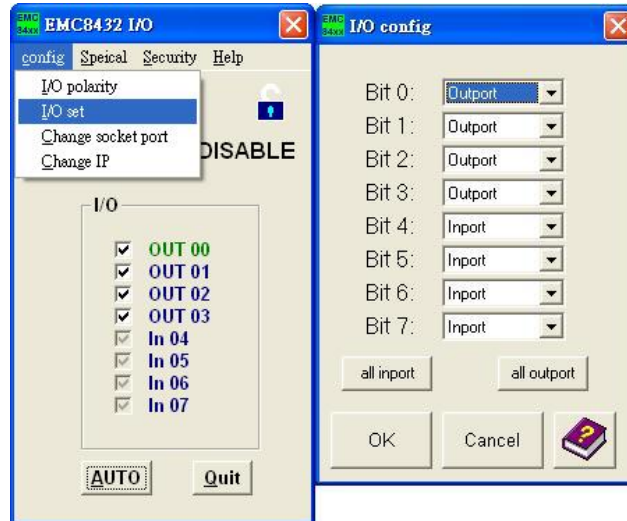 EMC
84xx
EMC8432 I/O
config Speical Security Help
I/O polarity
I/O set
Change socket port
Change IP
DISABLE
I/O
OUT 00
OUT 01
OUT 02
OUT 03
In 04
In 05
In 06
In 07
AUTO Quit
EMC
84xx
I/O config
Bit 0: Outport
Bit 1: Outport
Bit 2: Outport
Bit 3: Outport
Bit 4: Inport
Bit 5: Inport
Bit 6: Inport
Bit 7: Inport
all inport all outport
OK Cancel
?